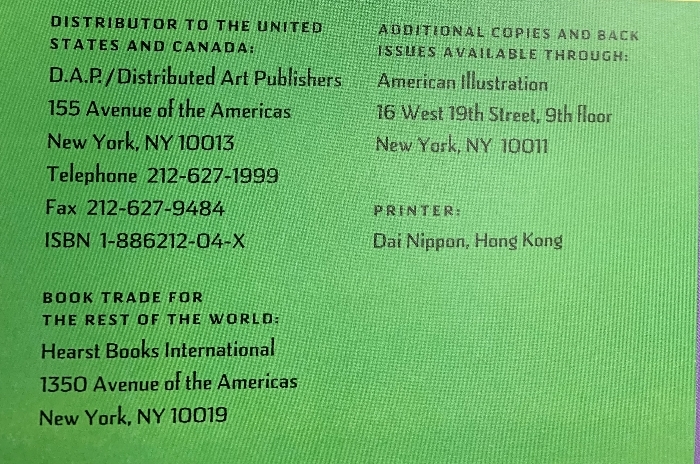 DISTRIBUTOR TO THE UNITED
STATES AND CANADA:
D.A.P./Distributed Art Publishers
155 Avenue of the Americas
New York, NY 10013
Telephone 212-627-1999
Fax 212-627-9484
ISBN 1-886212-04-X
BOOK TRADE FOR
THE REST OF THE WORLD:
Hearst Books International
1350 Avenue of the Americas
New York, NY 10019
ADDITIONAL COPIES AND BACK
ISSUES AVAILABLE THROUGH:
American Illustration
16 West 19th Street, 9th floor
New York, NY 10011
PRINTER:
Dai Nippon, Hong Kong